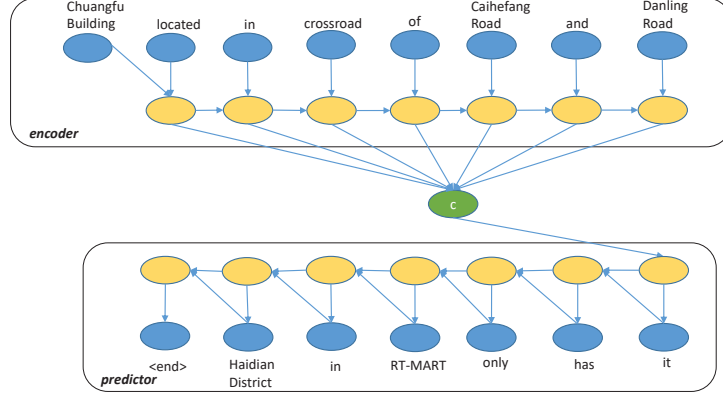 Chuangfu
Building
located
in
crossroad
of
Caihefang
Road
and
Danling
Road
encoder
c
<end>
Haidian
District
in
RT-MART
only
has
it
predictor